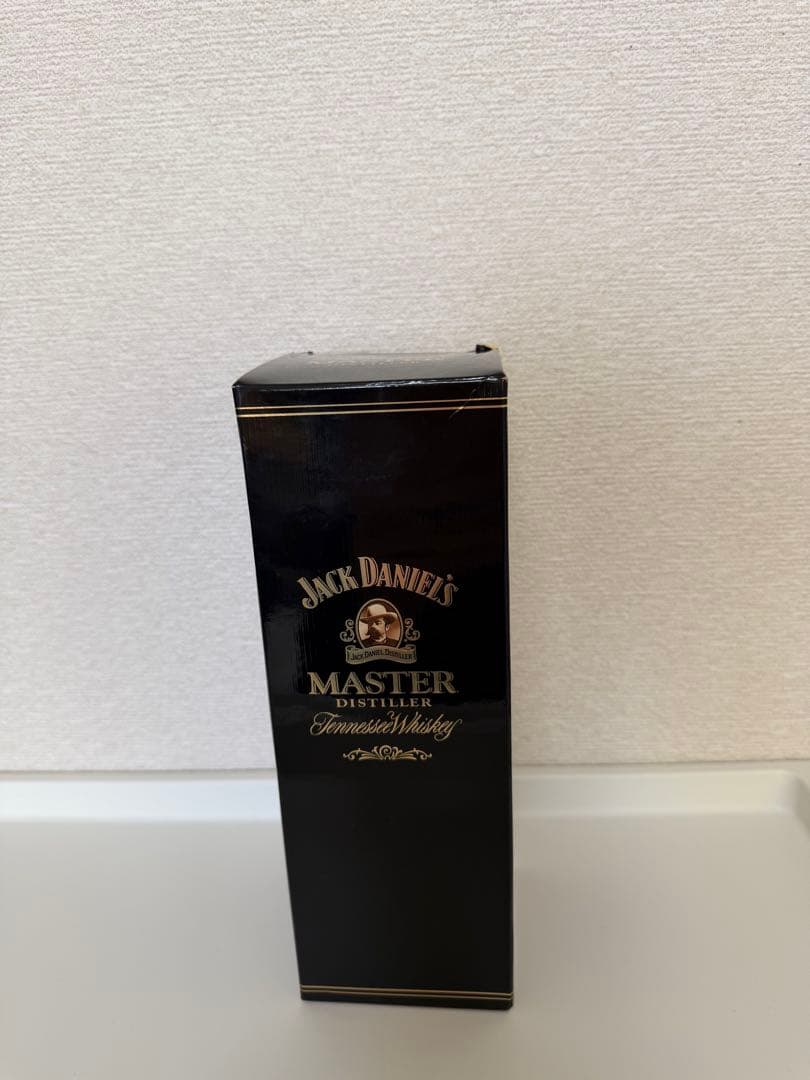 JACK DANIEL'S
JACK DANIEL DISTILLER
MASTER
DISTILLER
Tennessee Whiskey